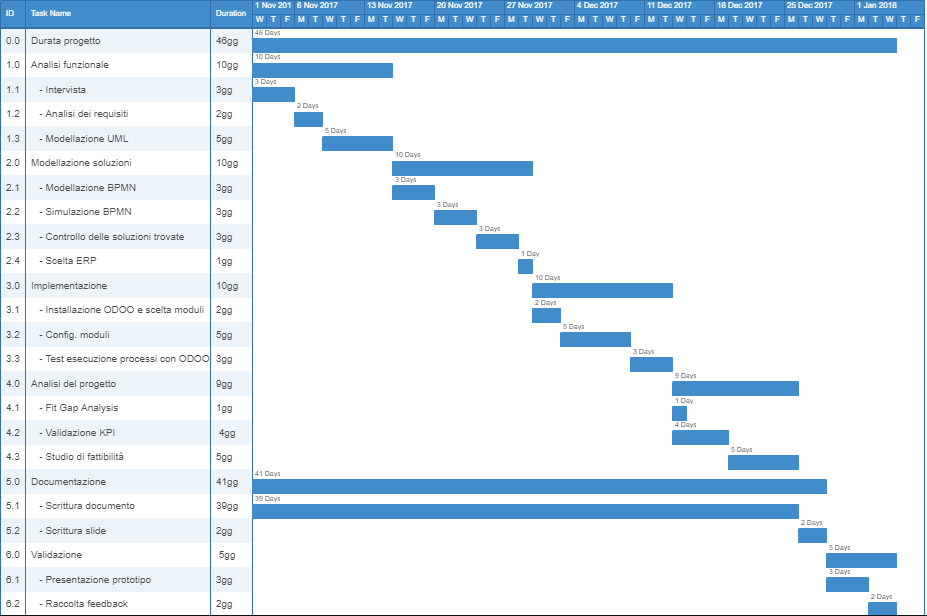 ID Task Name Duration 1 Nov 201 6 Nov 2017 13 Nov 2017 20 Nov 2017 27 Nov 2017 4 Dec 2017 11 Dec 2017 18 Dec 2017 25 Dec 2017 1 Jan 2018
W T F M T W T F M T W T F M T W T F M T W T F M T W T F M T W T F M T W T F M T W T F M T W T F
0.0 Durata progetto 46gg 46 Days
1.0 Analisi funzionale 10gg 10 Days
1.1 - Intervista 3gg 3 Days
1.2 - Analisi dei requisiti 2gg 2 Days
1.3 - Modellazione UML 5gg 5 Days
2.0 Modellazione soluzioni 10gg 10 Days
2.1 - Modellazione BPMN 3gg 3 Days
2.2 - Simulazione BPMN 3gg 3 Days
2.3 - Controllo delle soluzioni trovate 3gg 3 Days
2.4 - Scelta ERP 1gg 1 Day
3.0 Implementazione 10gg 10 Days
3.1 - Installazione ODOO e scelta moduli 2gg 2 Days
3.2 - Config. moduli 5gg 5 Days
3.3 - Test esecuzione processi con ODOO 3gg 3 Days
4.0 Analisi del progetto 9gg 9 Days
4.1 - Fit Gap Analysis 1gg 1 Day
4.2 - Validazione KPI 4gg 4 Days
4.3 - Studio di fattibilità 5gg 5 Days
5.0 Documentazione 41gg 41 Days
5.1 - Scrittura documento 39gg 39 Days
5.2 - Scrittura slide 2gg 2 Days
6.0 Validazione 5gg 5 Days
6.1 - Presentazione prototipo 3gg 3 Days
6.2 - Raccolta feedback 2gg 2 Days